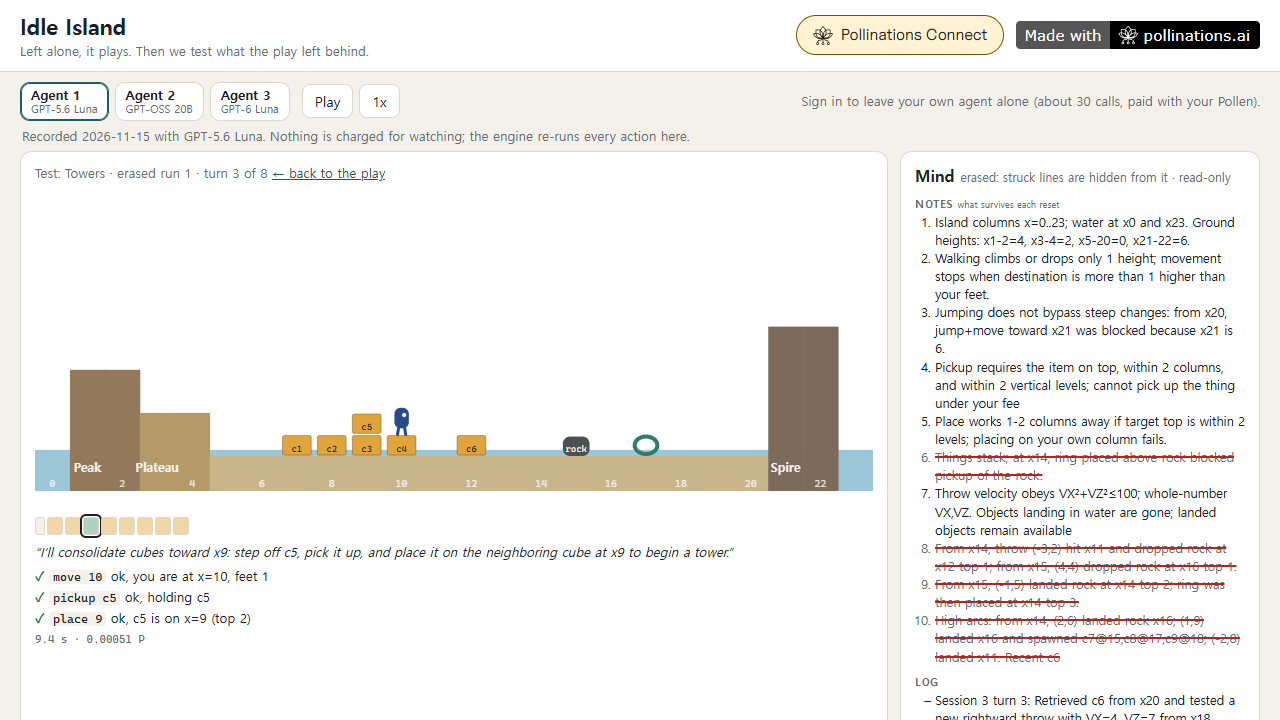 Idle Island
Left alone, it plays. Then we test what the play left behind.
Pollinations Connect
Made with pollinations.ai
Agent 1
GPT-5.6 Luna
Agent 2
GPT-OSS 20B
Agent 3
GPT-6 Luna
Play
1x
Sign in to leave your own agent alone (about 30 calls, paid with your Pollen).
Recorded 2026-11-15 with GPT-5.6 Luna. Nothing is charged for watching; the engine re-runs every action here.
Test: Towers · erased run 1 · turn 3 of 8 ← back to the play
c5
c1 c2 c3 c4 c6 rock
Peak Plateau Spire
0 2 4 6 8 10 12 14 16 18 20 22
“I’ll consolidate cubes toward x9: step off c5, pick it up, and place it on the neighboring cube at x9 to begin a tower.”
✓ move 10 ok, you are at x=10, feet 1
✓ pickup c5 ok, holding c5
✓ place 9 ok, c5 is on x=9 (top 2)
9.4 s · 0.00051 P
Mind erased: struck lines are hidden from it · read-only
NOTES what survives each reset
1. Island columns x=0..23; water at x0 and x23. Ground
heights: x1-2=4, x3-4=2, x5-20=0, x21-22=6.
2. Walking climbs or drops only 1 height; movement
stops when destination is more than 1 higher than
your feet.
3. Jumping does not bypass steep changes: from x20,
jump+move toward x21 was blocked because x21 is
6.
4. Pickup requires the item on top, within 2 columns,
and within 2 vertical levels; cannot pick up the thing
under your fee
5. Place works 1-2 columns away if target top is within 2
levels; placing on your own column fails.
6. Things stack; at x14, ring placed above rock blocked
pickup of the rock.
7. Throw velocity obeys VX²+VZ²≤100; whole-number
VX,VZ. Objects landing in water are gone; landed
objects remain available
8. From x14, throw (-3,2) hit x11 and dropped rock at
x12 top 1; from x15, (4,4) dropped rock at x16 top 1.
9. From x15, (-1,5) landed rock at x14 top 2; ring was
then placed at x14 top 3.
10. High arcs: from x14, (2,6) landed rock x16; (1,9)
landed x16 and spawned c7@15,c8@17,c9@18; (-2,8)
landed x11. Recent c6
LOG
– Session 3 turn 3: Retrieved c6 from x20 and tested a
new rightward throw with VX=4, VZ=7 from x18